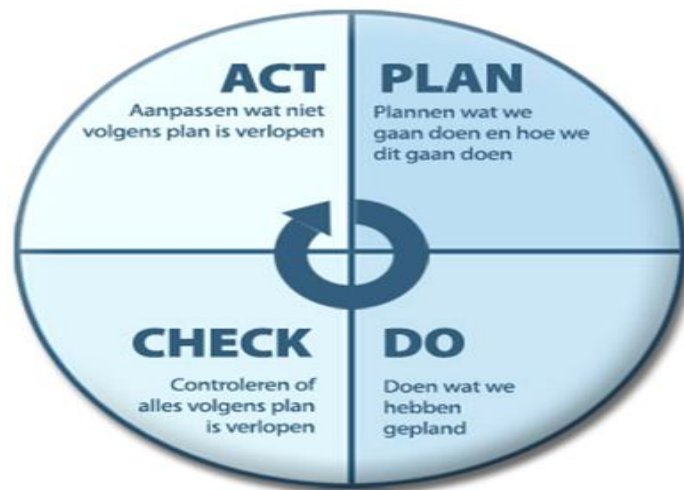 ACT
Aanpassen wat niet
volgens plan is verlopen
PLAN
Plannen wat we
gaan doen en hoe we
dit gaan doen
CHECK
Controleren of
alles volgens plan
is verlopen
DO
Doen wat we
hebben
gepland